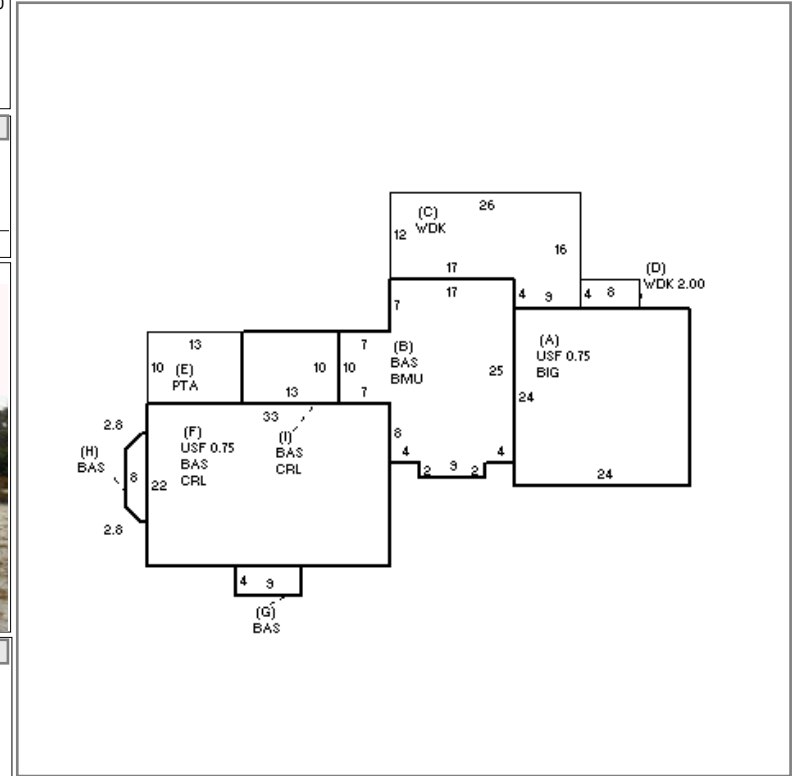 26
(C)
WDK
12
16
17
17
(D)
WDK 2.00
4 9 4 8
7
13
10 (E)
PTA
10
13
7
10
7
(B)
BAS
BMU
25
(A)
USF 0.75
BIG
24
24
33
(F)
USF 0.75
BAS
CRL
(I)
BAS
CRL
8
4
4
2 9 2
2.8
(H)
BAS
8
22
2.8
4 9
(G)
BAS